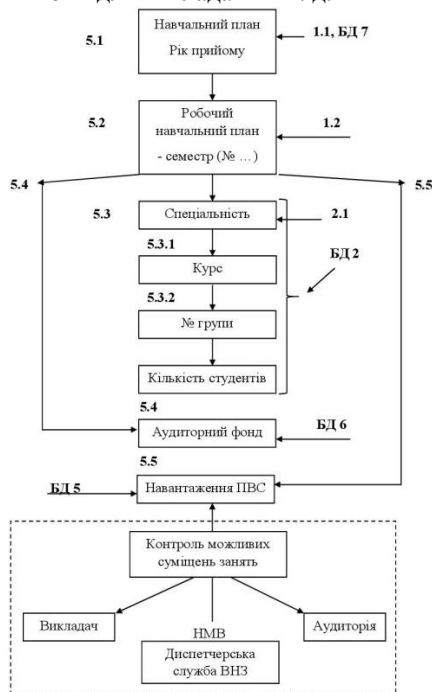 Навчальний план
5.1
1.1, БД 7
Рік прийому
5.2
Робочий
навчальний план
1.2
- семестр (№ ...)
5.4
5.5
5.3
Спеціальність
2.1
5.3.1
Курс
БД 2
5.3.2
№ групи
Кількість студентів
5.4
Аудиторний фонд
БД 6
5.5
БД 5
Навантаження ПВС
Контроль можливих
суміщень занять
Викладач
НМВ
Аудиторія
Диспетчерська
служба ВНЗ